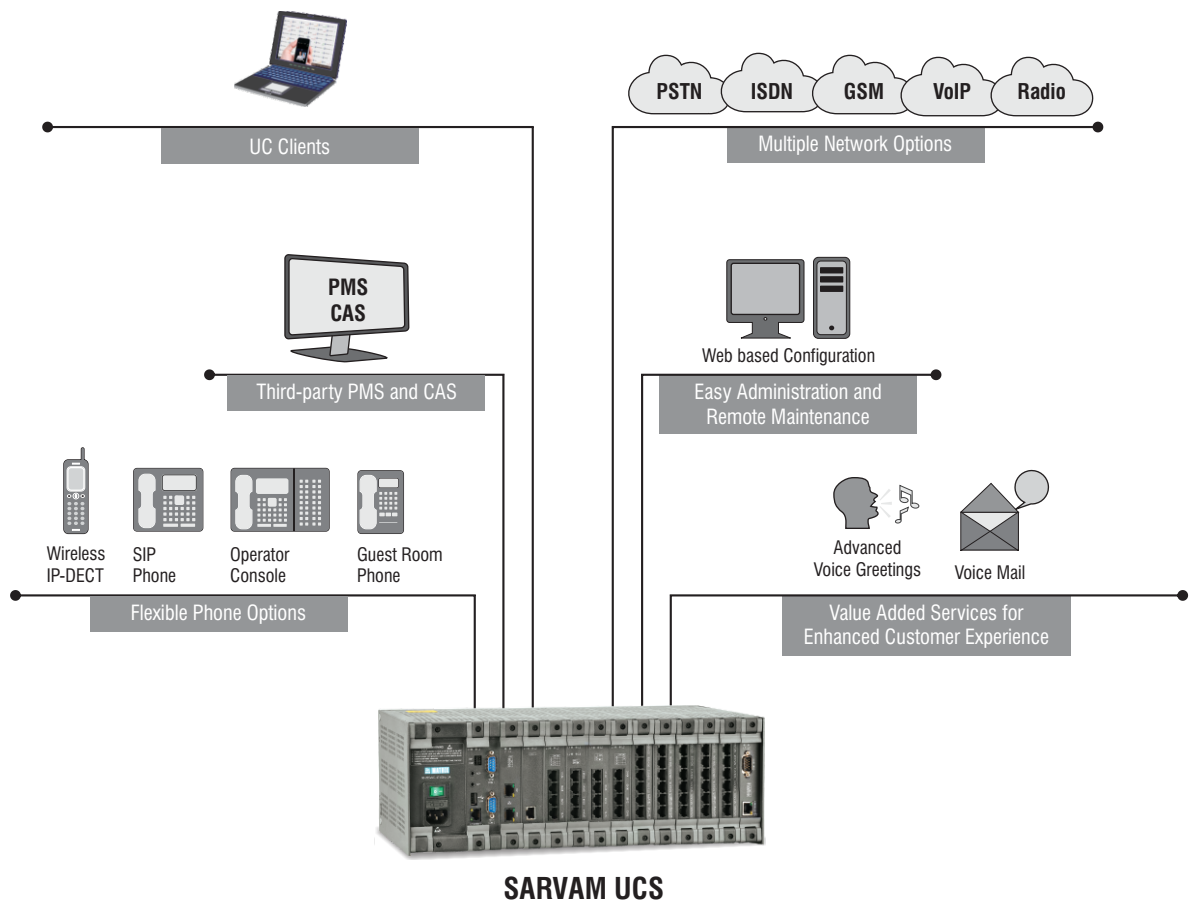 PSTN
ISDN
GSM
VoIP
Radio
UC Clients
Multiple Network Options
PMS
CAS
Web based Configuration
Third-party PMS and CAS
Easy Administration and
Remote Maintenance
Wireless
IP-DECT
SIP
Phone
Operator
Console
Guest Room
Phone
Advanced
Voice Greetings
Voice Mail
Flexible Phone Options
Value Added Services for
Enhanced Customer Experience
MATRIX
SARVAM UCS